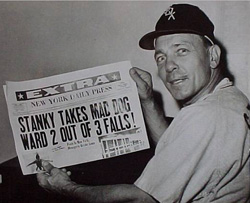 EXTRA
NEW YORK DAILY PRESS
STANKY TAKES MAD DOG
WARD 2 OUT OF 3 FALLS!